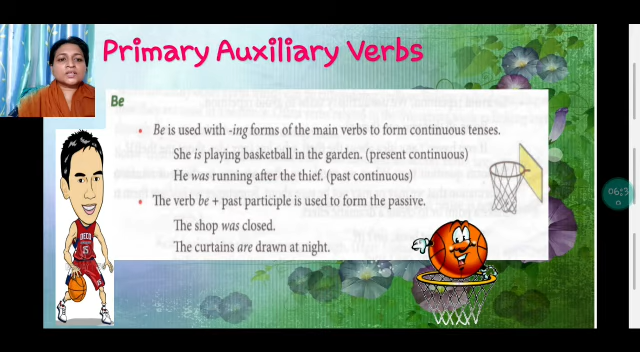 Primary Auxiliary Verbs
Be
• Be is used with -ing forms of the main verbs to form continuous tenses.
She is playing basketball in the garden. (present continuous)
He was running after the thief. (past continuous)
• The verb be + past participle is used to form the passive.
The shop was closed.
The curtains are drawn at night.
15